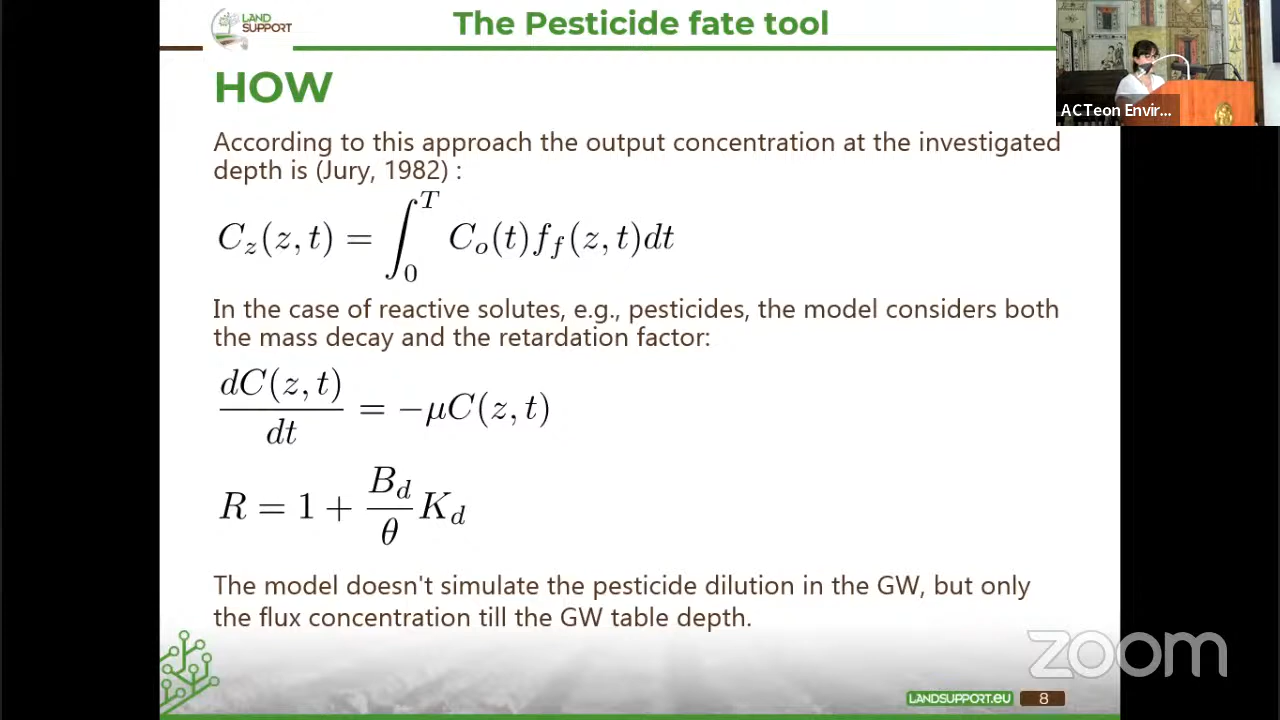 LAND
SUPPORT
The Pesticide fate tool
HOW
ACTeon Envir...
According to this approach the output concentration at the investigated
depth is (Jury, 1982) :
C_z(z, t) = ∫_0^T C_o(t) f_f(z, t)dt
In the case of reactive solutes, e.g., pesticides, the model considers both
the mass decay and the retardation factor:
dC(z, t)/dt = −μC(z, t)
R = 1 + B_d/θ K_d
The model doesn't simulate the pesticide dilution in the GW, but only
the flux concentration till the GW table depth.
zoom
LANDSUPPORT.EU 8